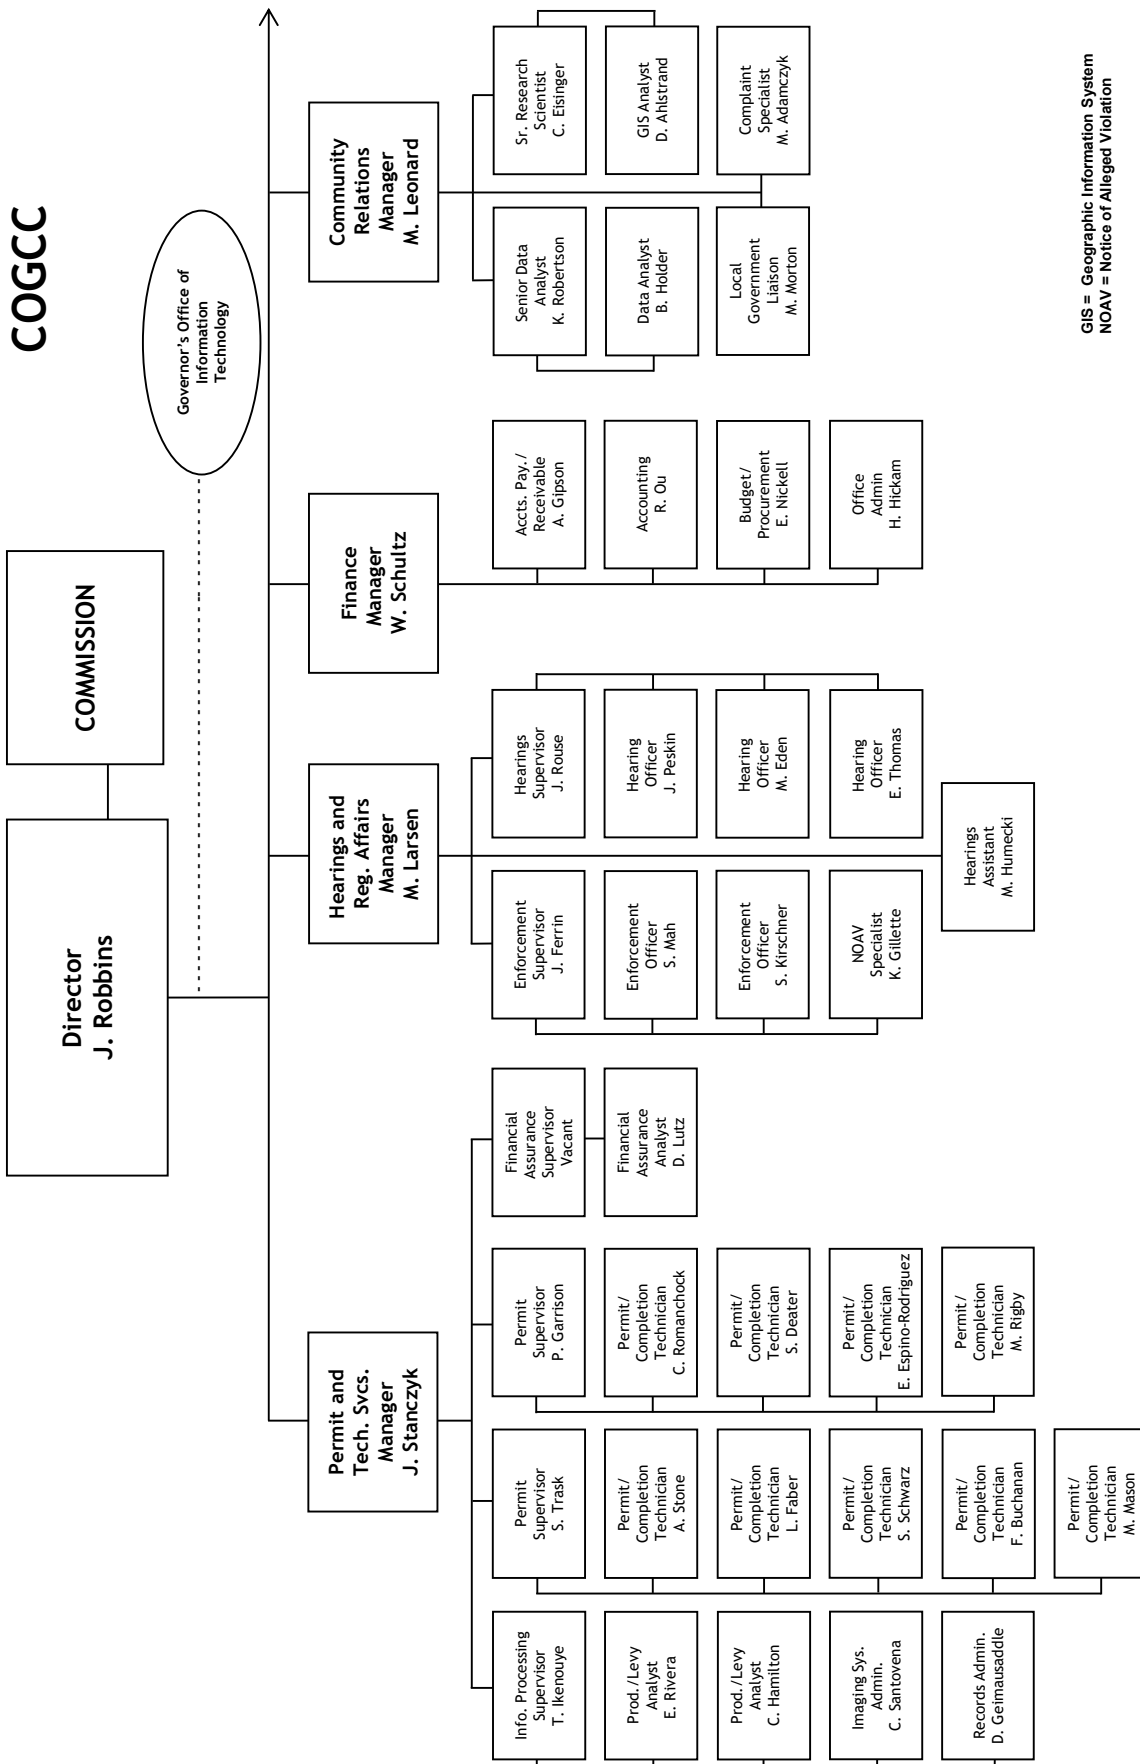 COGCC
Director
J. Robbins
COMMISSION
Governor's Office of
Information
Technology
Permit and
Tech. Svcs.
Manager
J. Stanczyk
Hearings and
Reg. Affairs
Manager
M. Larsen
Finance
Manager
W. Schultz
Community
Relations
Manager
M. Leonard
Info. Processing
Supervisor
T. Ikenouye
Prod./Levy
Analyst
E. Rivera
Prod./Levy
Analyst
C. Hamilton
Imaging Sys.
Admin.
C. Santovena
Records Admin.
D. Geimausaddle
Permit
Supervisor
S. Trask
Permit/
Completion
Technician
A. Stone
Permit/
Completion
Technician
L. Faber
Permit/
Completion
Technician
S. Schwarz
Permit/
Completion
Technician
F. Buchanan
Permit/
Completion
Technician
M. Mason
Permit
Supervisor
P. Garrison
Permit/
Completion
Technician
C. Romanchock
Permit/
Completion
Technician
S. Deater
Permit/
Completion
Technician
E. Espino-Rodriguez
Permit/
Completion
Technician
M. Rigby
Financial
Assurance
Supervisor
Vacant
Financial
Assurance
Analyst
D. Lutz
Enforcement
Supervisor
J. Ferrin
Enforcement
Officer
S. Mah
Enforcement
Officer
S. Kirschner
NOAV
Specialist
K. Gillette
Hearings
Supervisor
J. Rouse
Hearing
Officer
J. Peskin
Hearing
Officer
M. Eden
Hearing
Officer
E. Thomas
Hearings
Assistant
M. Humecki
Accts. Pay./
Receivable
A. Gipson
Accounting
R. Ou
Budget/
Procurement
E. Nickell
Office
Admin
H. Hickam
Senior Data
Analyst
K. Robertson
Data Analyst
B. Holder
Local
Government
Liaison
M. Morton
Sr. Research
Scientist
C. Eisinger
GIS Analyst
D. Ahlstrand
Complaint
Specialist
M. Adamczyk
GIS = Geographic Information System
NOAV = Notice of Alleged Violation